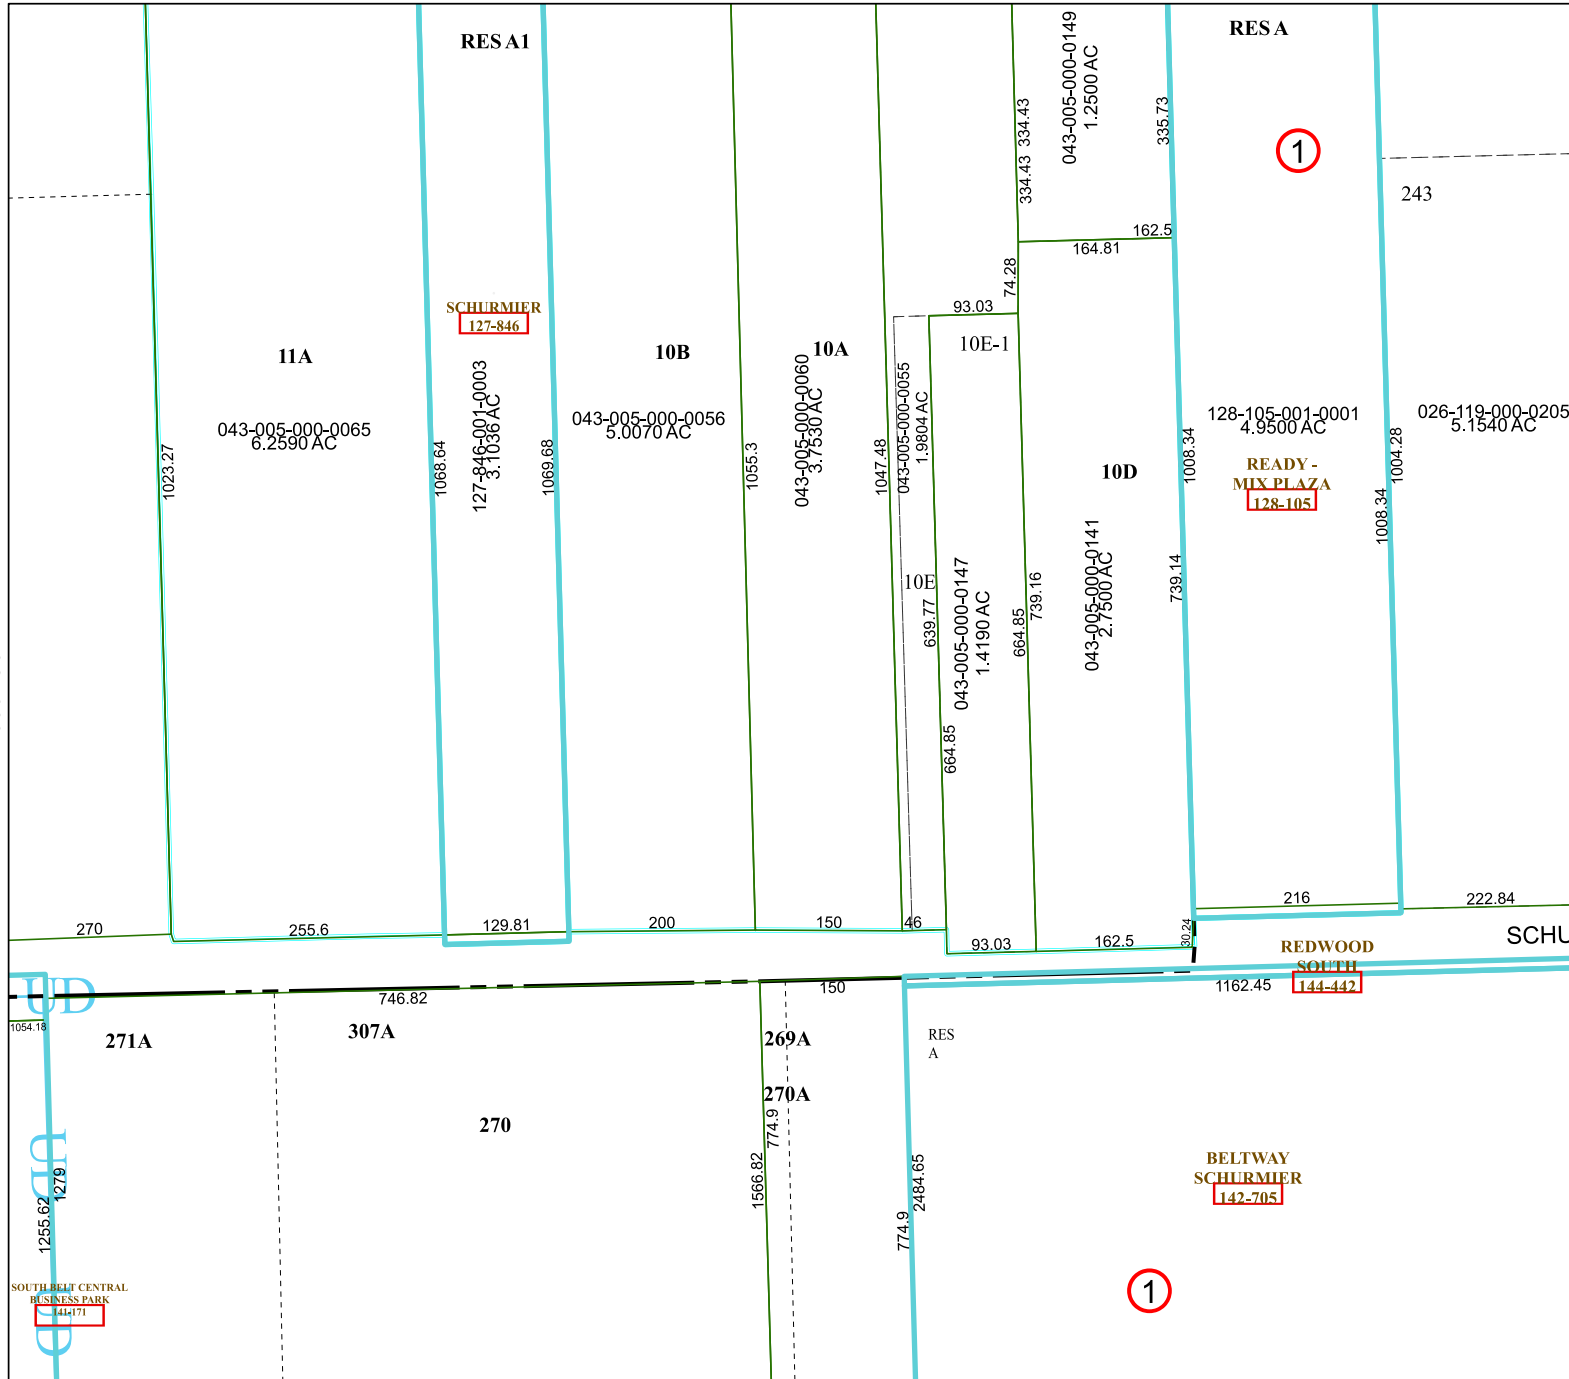 RES A1
RES A
043-005-000-0149
1.2500 AC
334.43
334.43
335.73
1
243
162.5
164.81
74.28
93.03
10E-1
SCHURMIER
127-846
11A
10B
10A
043-005-000-0065
6.2590 AC
127-846-001-0003
3.1036 AC
043-005-000-0056
5.0070 AC
043-005-000-0060
3.7530 AC
043-005-000-0055
1.9804 AC
128-105-001-0001
4.9500 AC
026-119-000-0205
5.1540 AC
READY -
MIX PLAZA
128-105
10D
1023.27
1068.64
1069.68
1055.3
1047.48
1008.34
1004.28
1008.34
10E
639.77
043-005-000-0147
1.4190 AC
664.85
739.16
043-005-000-0141
2.7500 AC
739.14
664.85
270
255.6
129.81
200
150
46
93.03
162.5
30.24
216
222.84
SCHU
REDWOOD
SOUTH
144-442
UD
746.82
150
1162.45
1054.18
271A
307A
269A
RES
A
270A
270
774.9
UD
1279
1255.62
1566.82
2484.65
774.9
BELTWAY
SCHURMIER
142-705
SOUTH BELT CENTRAL
BUSINESS PARK
141-171
UD
1